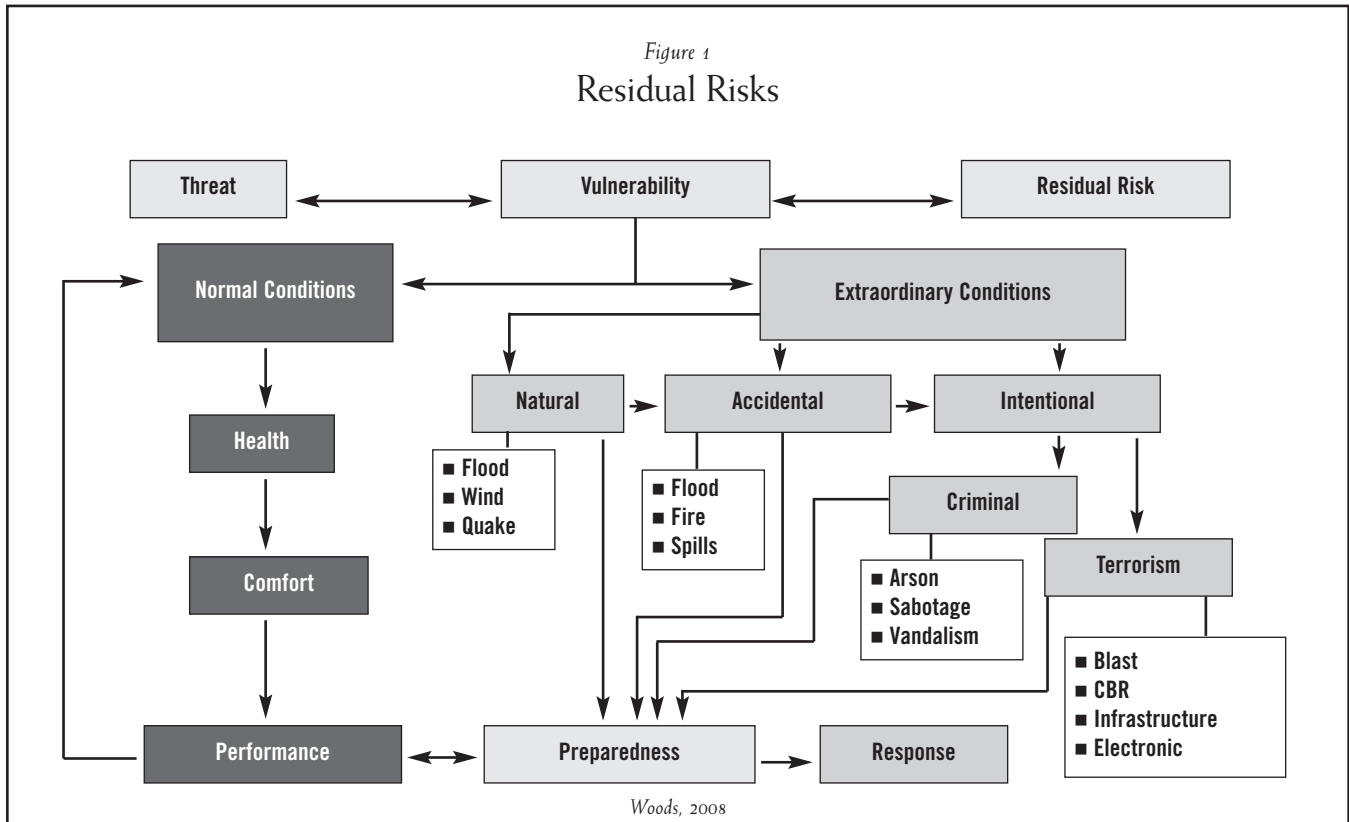 Figure 1
Residual Risks
Threat
Vulnerability
Residual Risk
Normal Conditions
Extraordinary Conditions
Natural
Accidental
Intentional
Health
■ Flood
■ Wind
■ Quake
■ Flood
■ Fire
■ Spills
Criminal
Comfort
■ Arson
■ Sabotage
■ Vandalism
Terrorism
■ Blast
■ CBR
■ Infrastructure
■ Electronic
Performance
Preparedness
Response
Woods, 2008